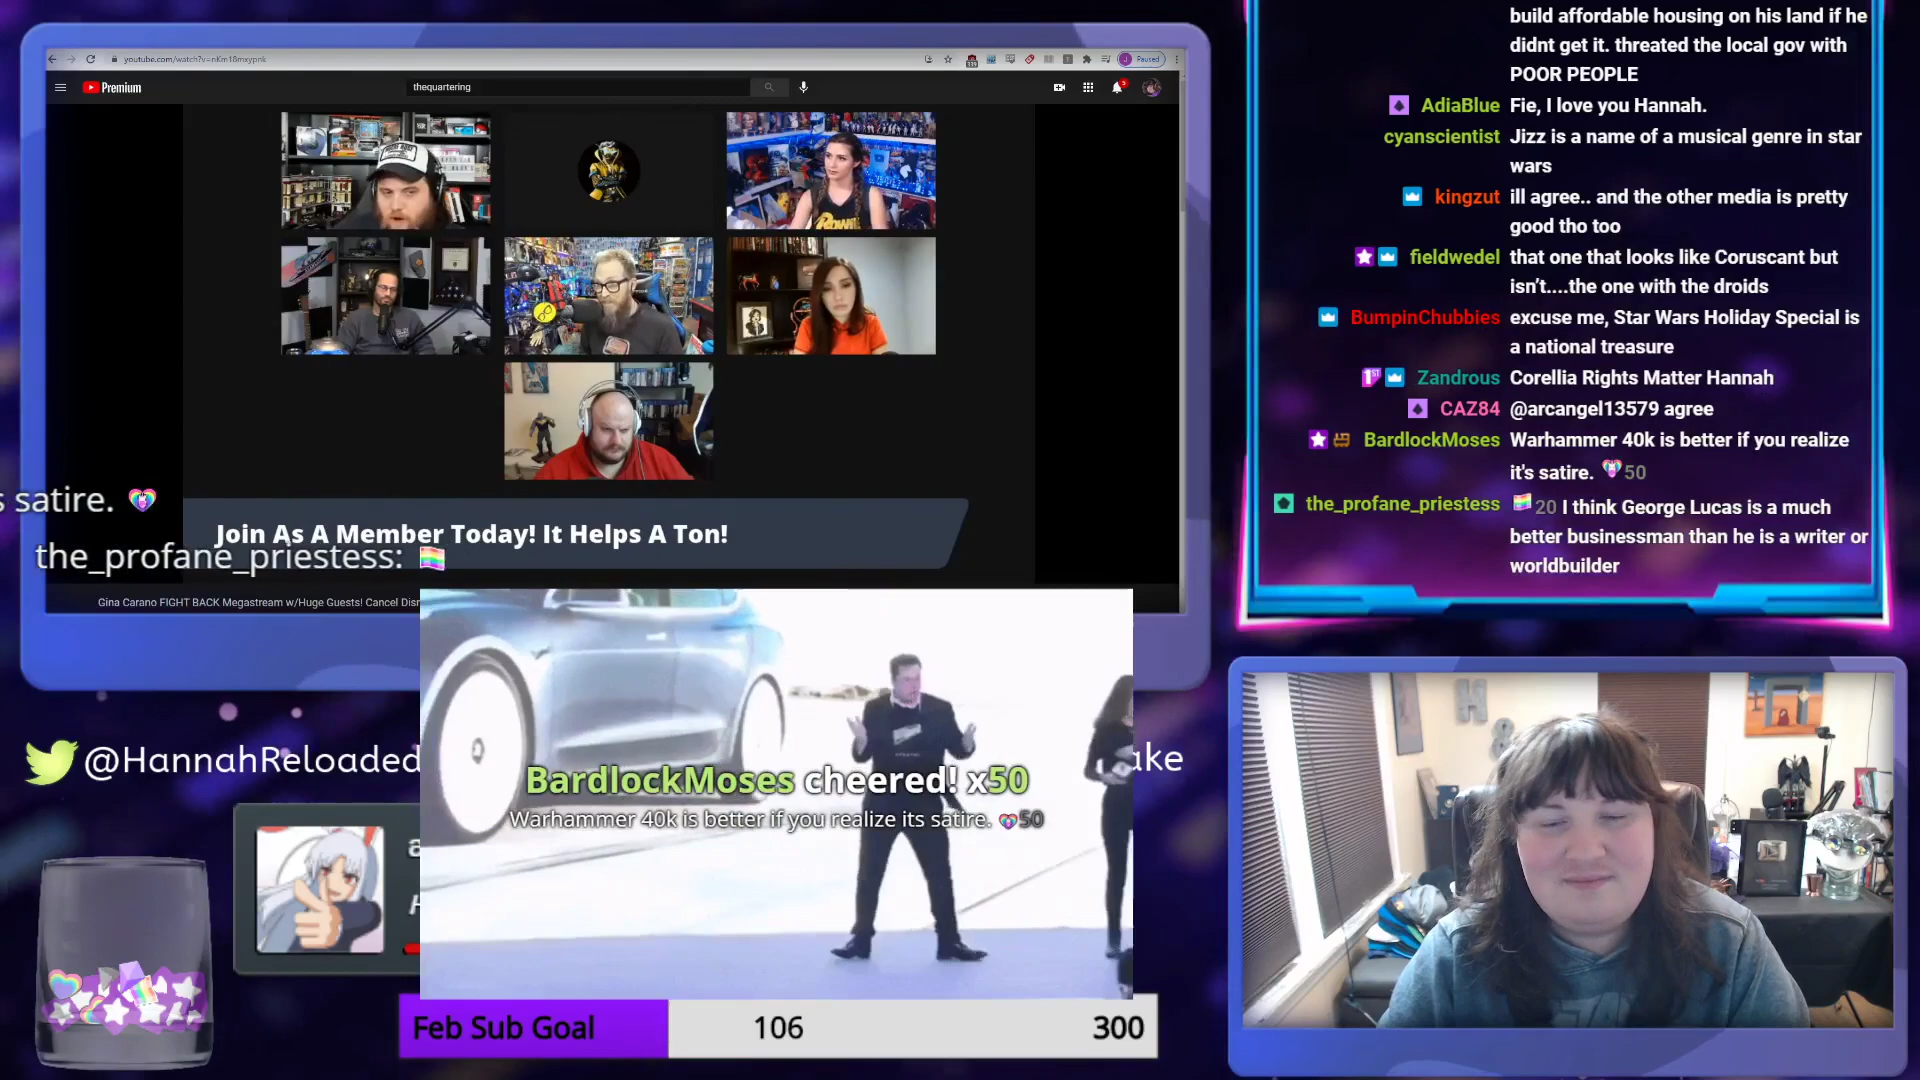 youtube.com/watch?v=nKm18mxypnk
Paused
Premium
thequartering
Join As A Member Today! It Helps A Ton!
s satire.
the_profane_priestess:
Gina Carano FIGHT BACK Megastream w/Huge Guests! Cancel Disn
@HannahReloaded
ake
BardlockMoses cheered! x50
Warhammer 40k is better if you realize its satire. 50
Feb Sub Goal 106 300
build affordable housing on his land if he
didnt get it. threated the local gov with
POOR PEOPLE
AdiaBlue Fie, I love you Hannah.
cyanscientist Jizz is a name of a musical genre in star
wars
kingzut ill agree.. and the other media is pretty
good tho too
fieldwedel that one that looks like Coruscant but
isn't....the one with the droids
BumpinChubbies excuse me, Star Wars Holiday Special is
a national treasure
Zandrous Corellia Rights Matter Hannah
CAZ84 @arcangel13579 agree
BardlockMoses Warhammer 40k is better if you realize
it's satire. 50
the_profane_priestess 20 I think George Lucas is a much
better businessman than he is a writer or
worldbuilder